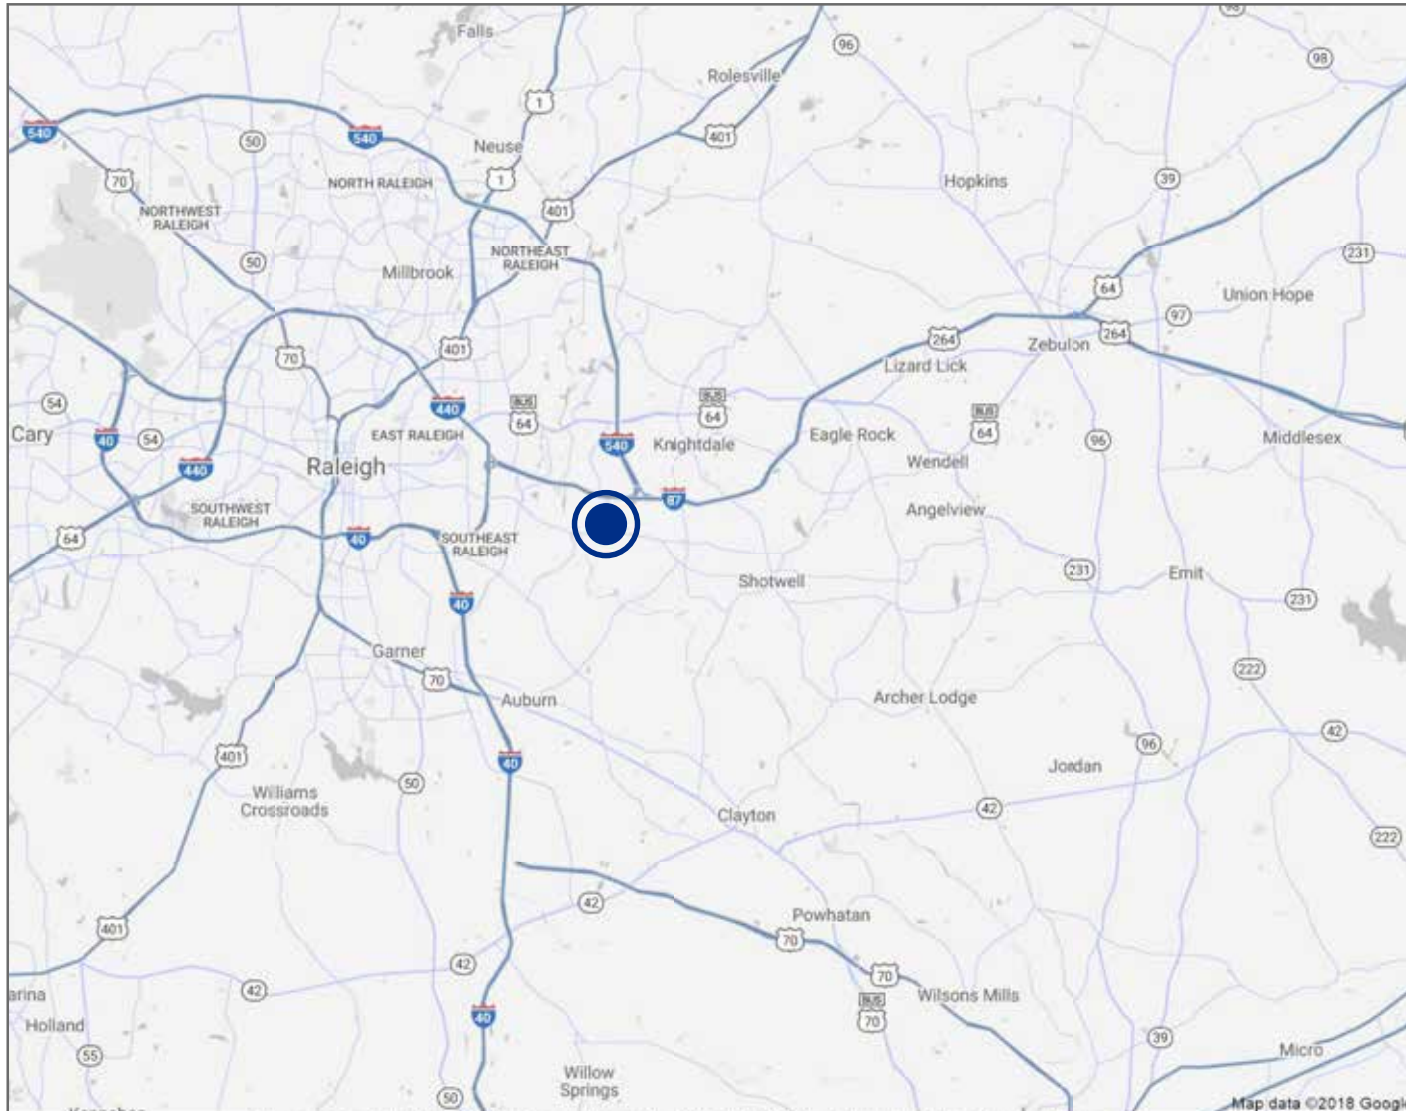 98
Falls
96
98
Rolesville
1
540
540
50
401
Neuse
70
NORTH RALEIGH
1
Hopkins
39
NORTHWEST
RALEIGH
401
50
NORTHEAST
RALEIGH
231
Millbrook
64
Union Hope
97
264
264
401
70
Zebulon
Lizard Lick
54
440
BUS
64
BUS
64
BUS
64
Cary
40
54
EAST RALEIGH
540
Knightdale
Eagle Rock
96
Middlesex
440
Raleigh
Wendell
87
SOUTHWEST
RALEIGH
Angelview
64
40
SOUTHEAST
RALEIGH
231
Emit
Shotwell
40
231
Garner
70
222
Auburn
Archer Lodge
42
401
40
96
50
Jordan
Williams
Crossroads
42
Clayton
222
42
Powhatan
401
70
42
70
42
arina
Wilsons Mills
BUS
70
Holland
40
39
55
Micro
Willow
Springs
50
Map data ©2018 Google